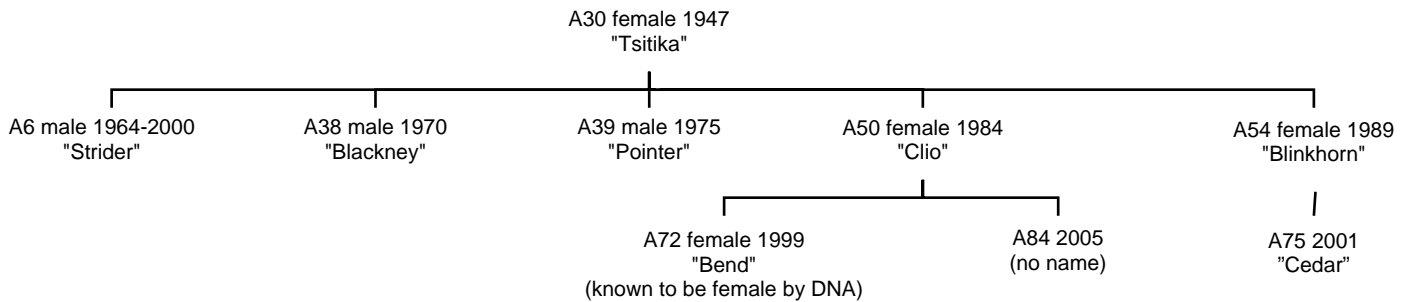 A30 female 1947
"Tsitika"
A6 male 1964-2000
"Strider"
A38 male 1970
"Blackney"
A39 male 1975
"Pointer"
A50 female 1984
"Clio"
A54 female 1989
"Blinkhorn"
A72 female 1999
"Bend"
(known to be female by DNA)
A84 2005
(no name)
A75 2001
”Cedar”